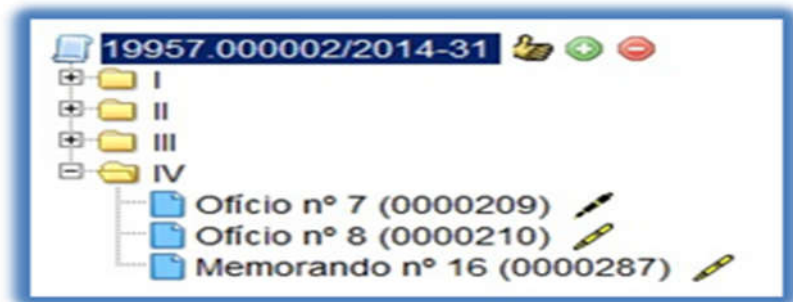 19957.000002/2014-31
I
II
III
IV
Ofício nº 7 (0000209)
Ofício nº 8 (0000210)
Memorando nº 16 (0000287)